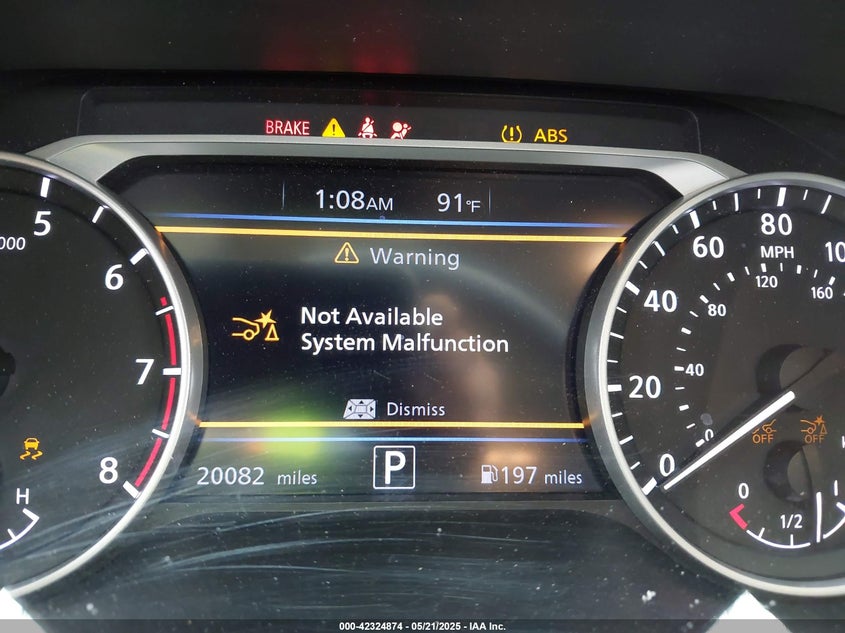 BRAKE
ABS
1:08AM 91°F
Warning
Not Available
System Malfunction
Dismiss
20082 miles
P
197 miles
5
000
6
7
8
H
0
20
40
60
80
MPH
0
40
80
120
160
OFF
OFF
0
1/2
000-42324874 - 05/21/2025 - IAA Inc.